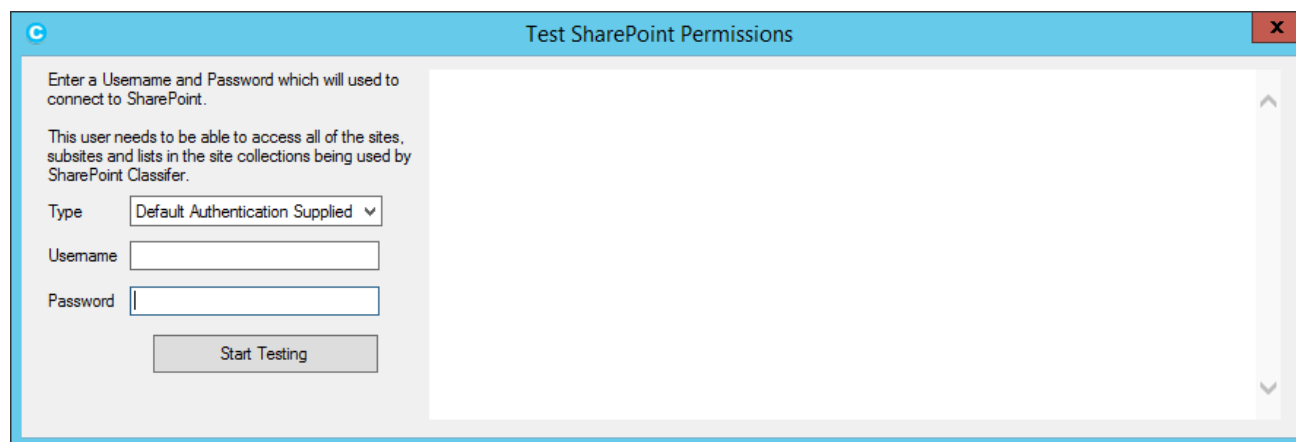 Test SharePoint Permissions
x
Enter a Username and Password which will used to
connect to SharePoint.
This user needs to be able to access all of the sites,
subsites and lists in the site collections being used by
SharePoint Classifer.
Type Default Authentication Supplied
Username
Password
Start Testing